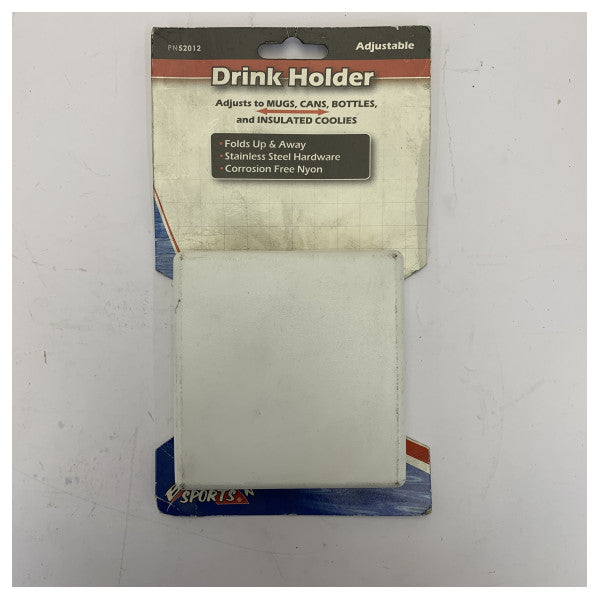 PN52012
Adjustable
Drink Holder
Adjusts to MUGS, CANS, BOTTLES,
and INSULATED COOLIES
• Folds Up & Away
• Stainless Steel Hardware
• Corrosion Free Nyon
SPORTS